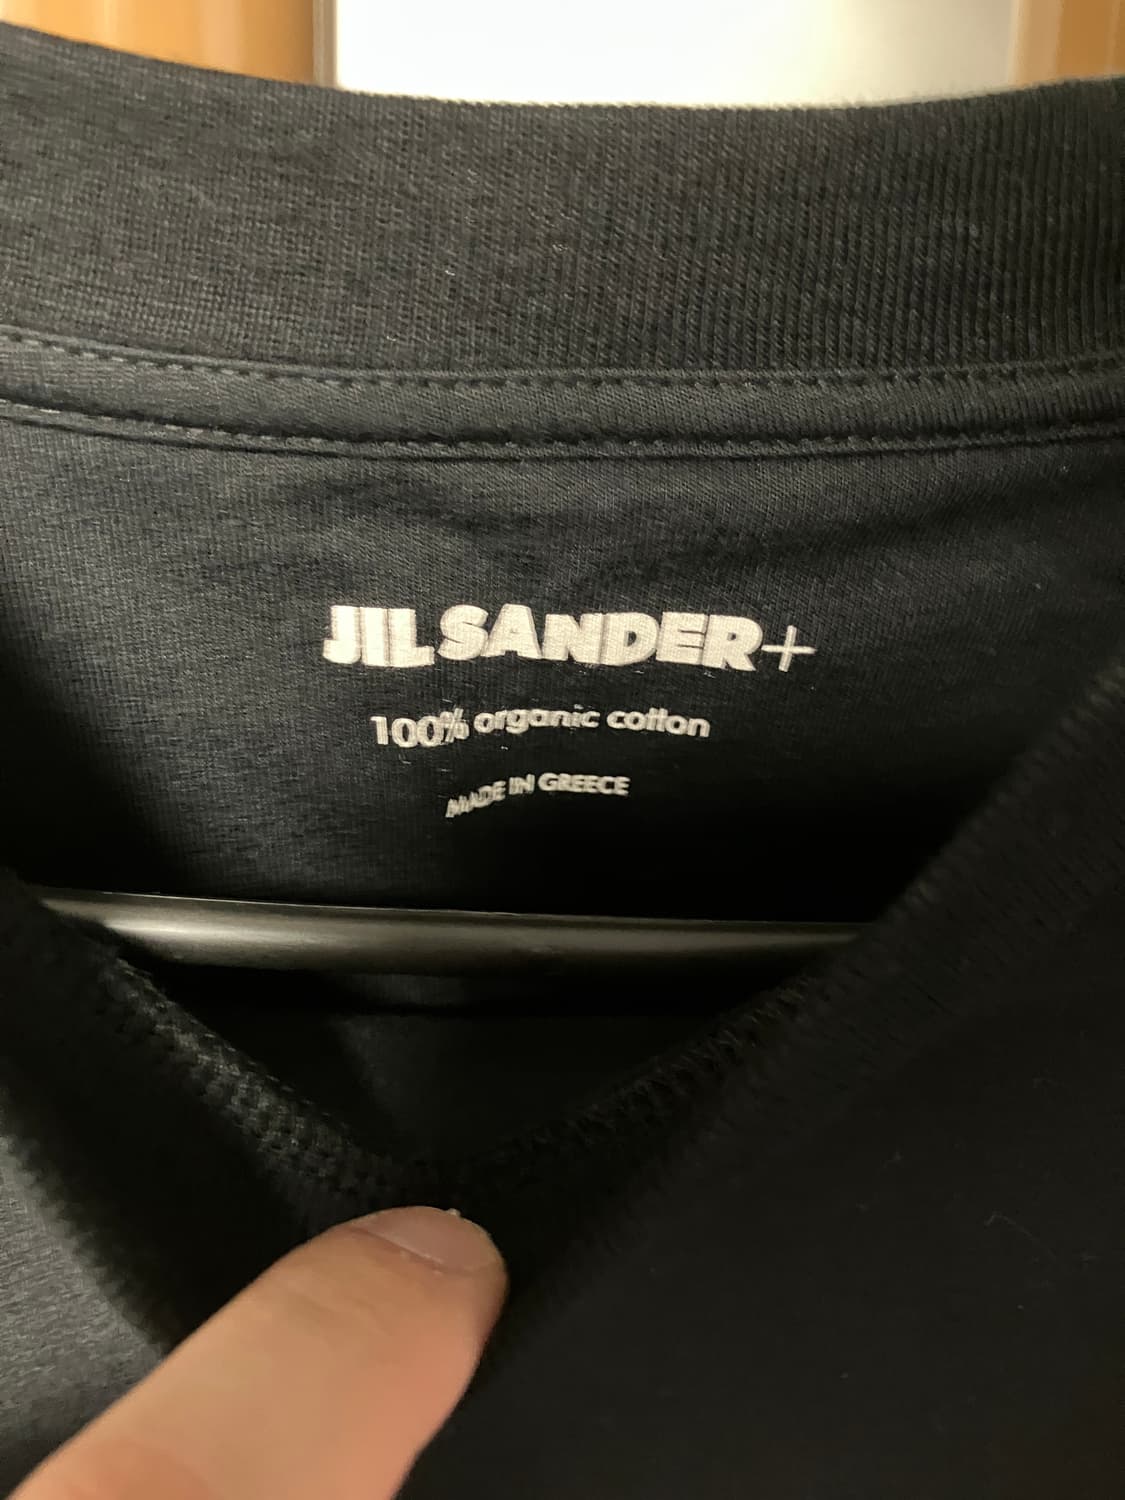 JIL SANDER+
100% organic cotton
MADE IN GREECE